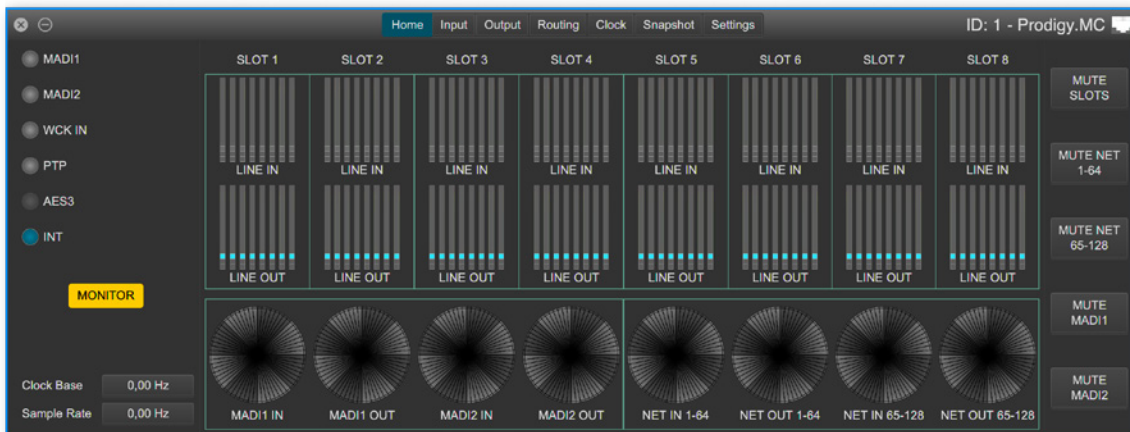 Home Input Output Routing Clock Snapshot Settings
ID: 1 - Prodigy.MC
MADI1
MADI2
WCK IN
PTP
AES3
INT
MONITOR
Clock Base 0,00 Hz
Sample Rate 0,00 Hz
SLOT 1 SLOT 2 SLOT 3 SLOT 4 SLOT 5 SLOT 6 SLOT 7 SLOT 8
LINE IN LINE IN LINE IN LINE IN LINE IN LINE IN LINE IN LINE IN
LINE OUT LINE OUT LINE OUT LINE OUT LINE OUT LINE OUT LINE OUT LINE OUT
MADI1 IN MADI1 OUT MADI2 IN MADI2 OUT NET IN 1-64 NET OUT 1-64 NET IN 65-128 NET OUT 65-128
MUTE
SLOTS
MUTE NET
1-64
MUTE NET
65-128
MUTE
MADI1
MUTE
MADI2